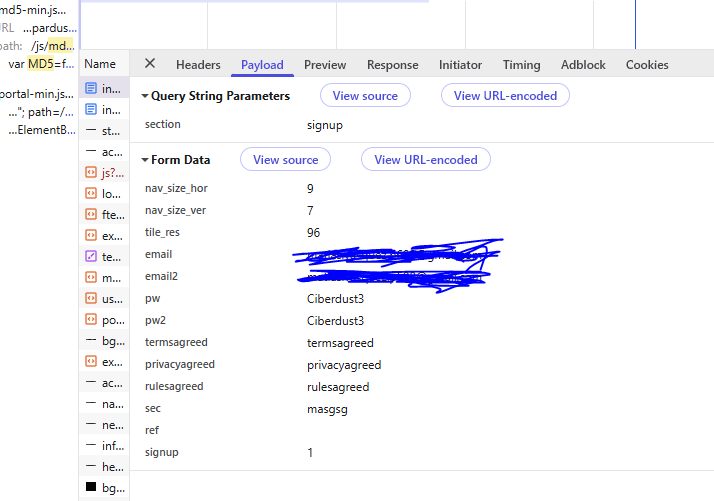 md5-min.js...
URL ...pardus...
path: /js/md...
var MD5=f...
portal-min.js...
..."; path=/...
...ElementB...
Name
in...
in...
st...
ac...
js?...
lo...
fte...
ex...
te...
m...
us...
po...
bg...
ex...
ac...
na...
ne...
inf...
he...
bg...
Headers Payload Preview Response Initiator Timing Adblock Cookies
Query String Parameters View source View URL-encoded
section signup
Form Data View source View URL-encoded
nav_size_hor 9
nav_size_ver 7
tile_res 96
email
email2
pw Ciberdust3
pw2 Ciberdust3
termsagreed termsagreed
privacyagreed privacyagreed
rulesagreed rulesagreed
sec masgsg
ref
signup 1